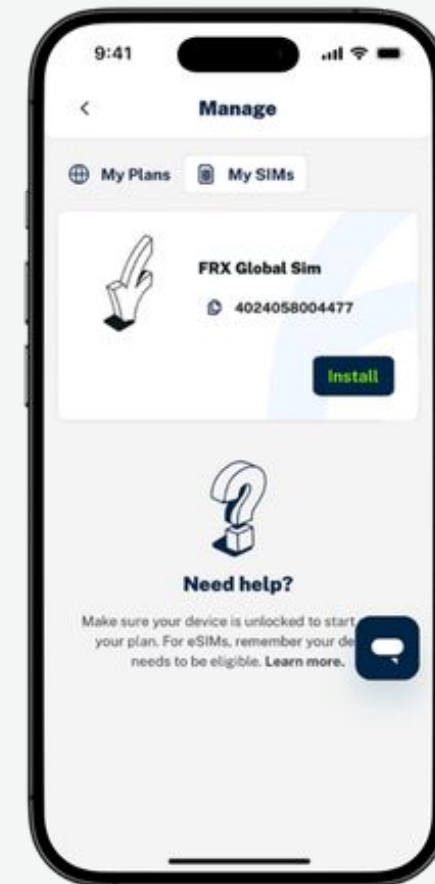 9:41
Manage
My Plans My SIMs
FRX Global Sim
4024058004477
Install
Need help?
Make sure your device is unlocked to start
your plan. For eSIMs, remember your
needs to be eligible. Learn more.